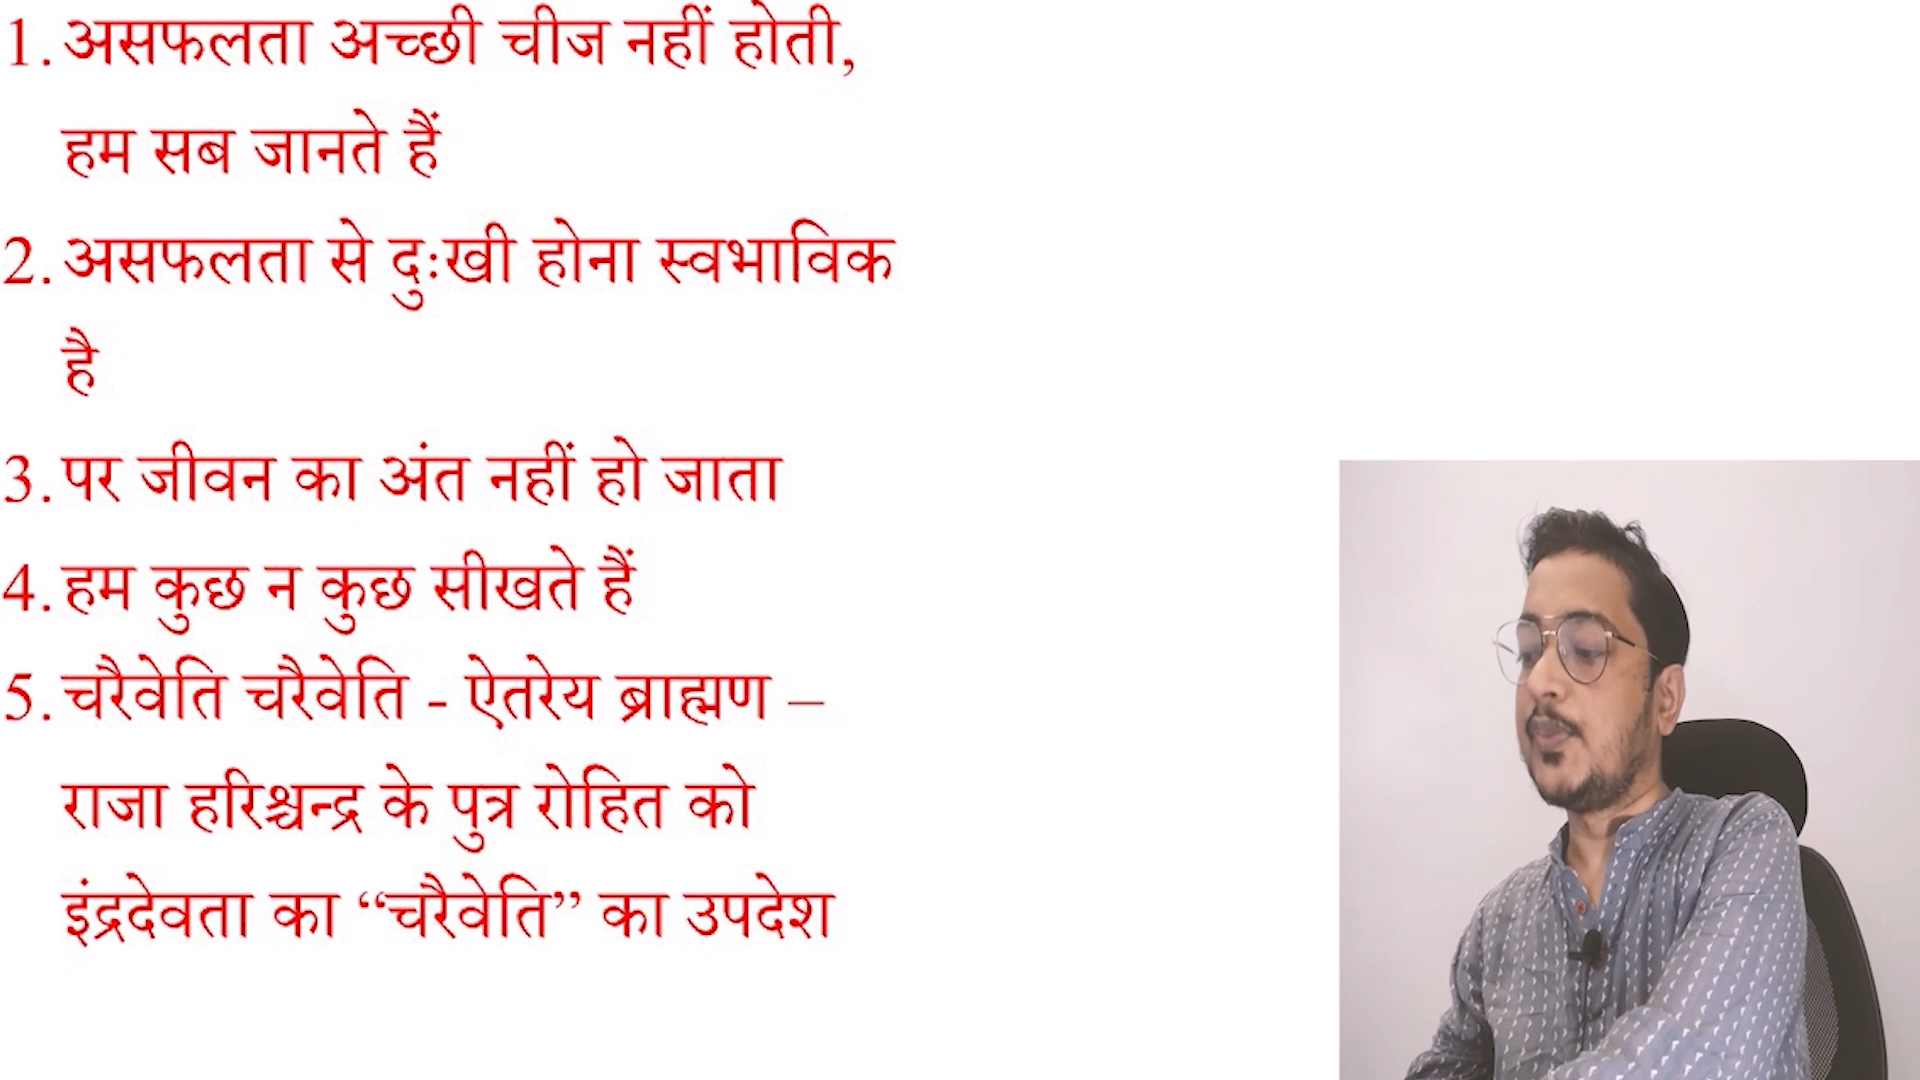 1. असफलता अच्छी चीज नहीं होती,
हम सब जानते हैं
2. असफलता से दुःखी होना स्वभाविक
है
3. पर जीवन का अंत नहीं हो जाता
4. हम कुछ न कुछ सीखते हैं
5. चरैवेति चरैवेति - ऐतरेय ब्राह्मण –
राजा हरिश्चन्द्र के पुत्र रोहित को
इंद्रदेवता का “चरैवेति” का उपदेश